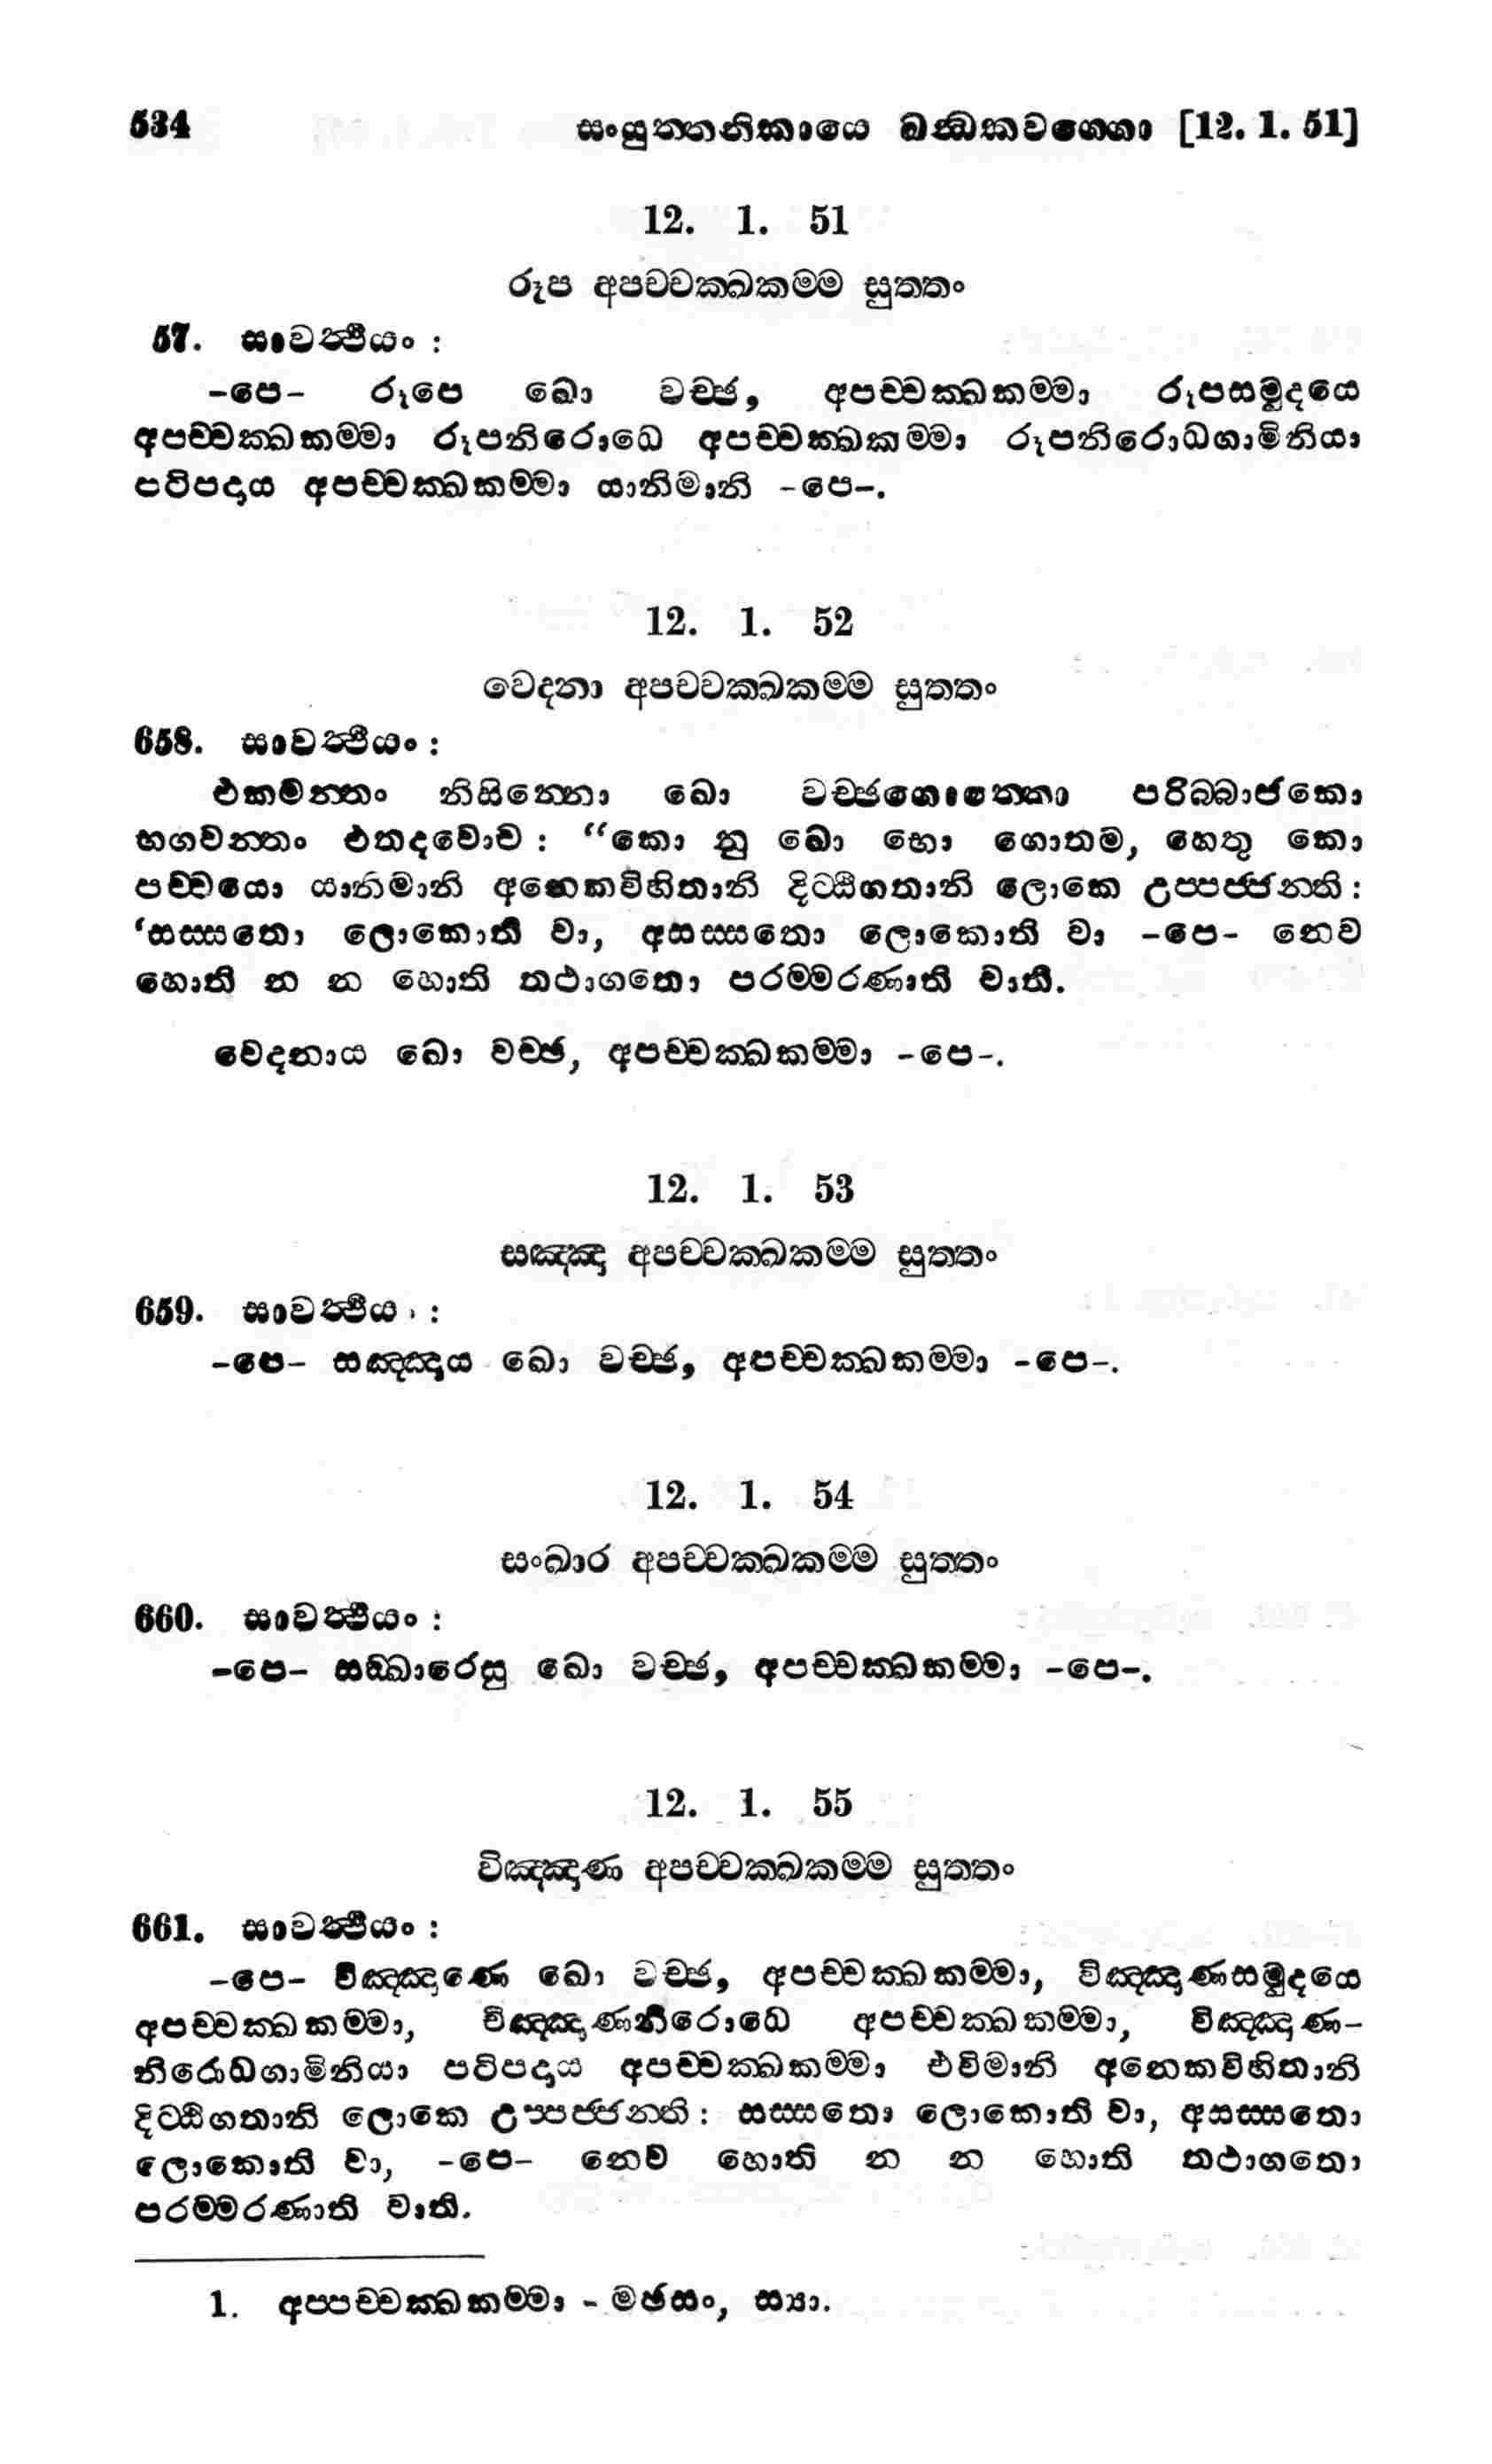 534 සංයුත්තනිකායෙ ඛන්ධකවග්ගො [12. 1. 51]
12. 1. 51
රූප අපච්චක්ඛකම්ම සුත්තං
57. සාවත්ථියං :
-පෙ- රූපෙ ඛො වච්ඡ, අපච්චක්ඛකම්මා රූපසමුදයෙ
අපච්චක්ඛකම්මා රූපනිරොධෙ අපච්චක්ඛකම්මා රූපනිරොධගාමිනියා
පටිපදාය අපච්චක්ඛකම්මා යානිමානි -පෙ-.
12. 1. 52
වෙදනා අපච්චක්ඛකම්ම සුත්තං
658. සාවත්ථියං :
එකමන්තං නිසින්නො ඛො වච්ඡගොත්තො පරිබ්බාජකො
භගවන්තං එතදවොච : “කො නු ඛො භො ගොතම, හෙතු කො
පච්චයො යානිමානි අනෙකවිහිතානි දිට්ඨිගතානි ලොකෙ උප්පජ්ජන්ති :
‘සස්සතො ලොකොති වා, අසස්සතො ලොකොති වා -පෙ- නෙව
හොති න න හොති තථාගතො පරම්මරණාති වාති.
වෙදනාය ඛො වච්ඡ, අපච්චක්ඛකම්මා -පෙ-.
12. 1. 53
සඤ්ඤා අපච්චක්ඛකම්ම සුත්තං
659. සාවත්ථියං :
-පෙ- සඤ්ඤාය ඛො වච්ඡ, අපච්චක්ඛකම්මා -පෙ-.
12. 1. 54
සංඛාර අපච්චක්ඛකම්ම සුත්තං
660. සාවත්ථියං :
-පෙ- සඞ්ඛාරෙසු ඛො වච්ඡ, අපච්චක්ඛකම්මා -පෙ-.
12. 1. 55
විඤ්ඤාණ අපච්චක්ඛකම්ම සුත්තං
661. සාවත්ථියං :
-පෙ- විඤ්ඤාණෙ ඛො වච්ඡ, අපච්චක්ඛකම්මා, විඤ්ඤාණසමුදයෙ
අපච්චක්ඛකම්මා, විඤ්ඤාණනිරොධෙ අපච්චක්ඛකම්මා, විඤ්ඤාණ-
නිරොධගාමිනියා පටිපදාය අපච්චක්ඛකම්මා එවිමානි අනෙකවිහිතානි
දිට්ඨිගතානි ලොකෙ උප්පජ්ජන්ති : සස්සතො ලොකොති වා, අසස්සතො
ලොකොති වා, -පෙ- නෙව හොති න න හොති තථාගතො
පරම්මරණාති වාති.
1. අප්පච්චක්ඛකම්මා - මඡසං, ස්‍යා.